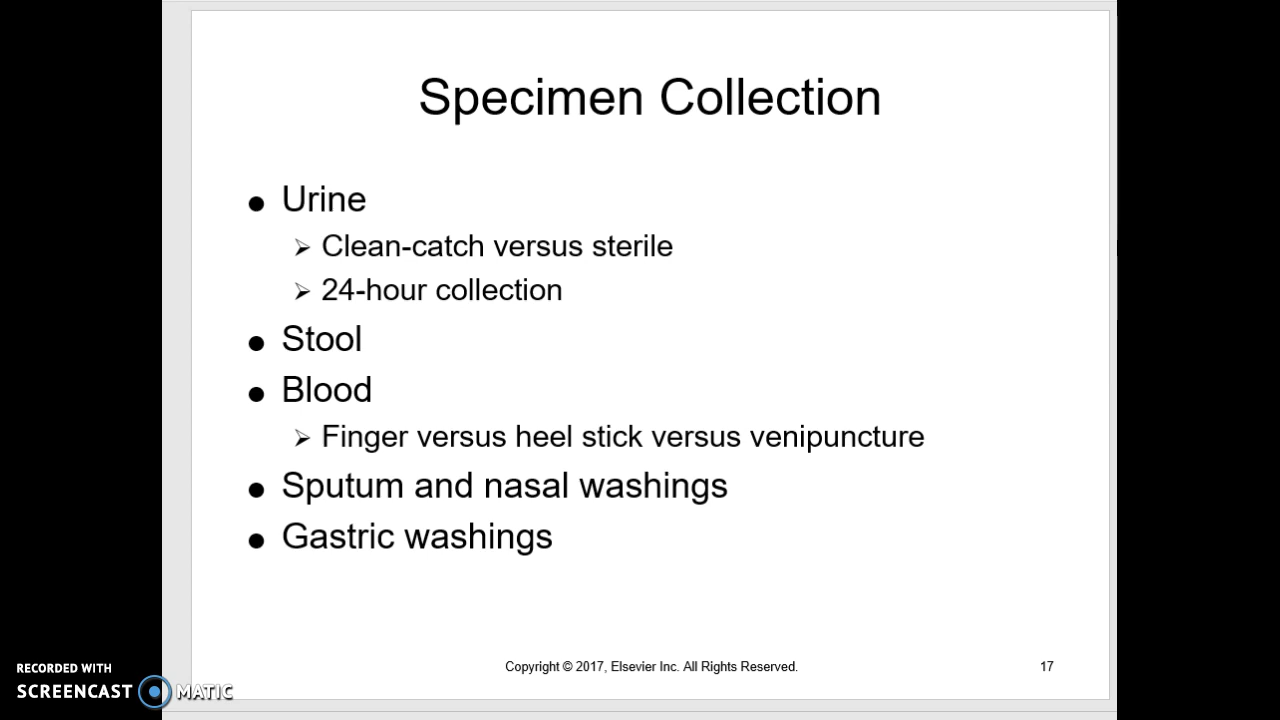 Specimen Collection
● Urine
➢ Clean-catch versus sterile
➢ 24-hour collection
● Stool
● Blood
➢ Finger versus heel stick versus venipuncture
● Sputum and nasal washings
● Gastric washings
Copyright © 2017, Elsevier Inc. All Rights Reserved.
17
RECORDED WITH
SCREENCAST MATIC